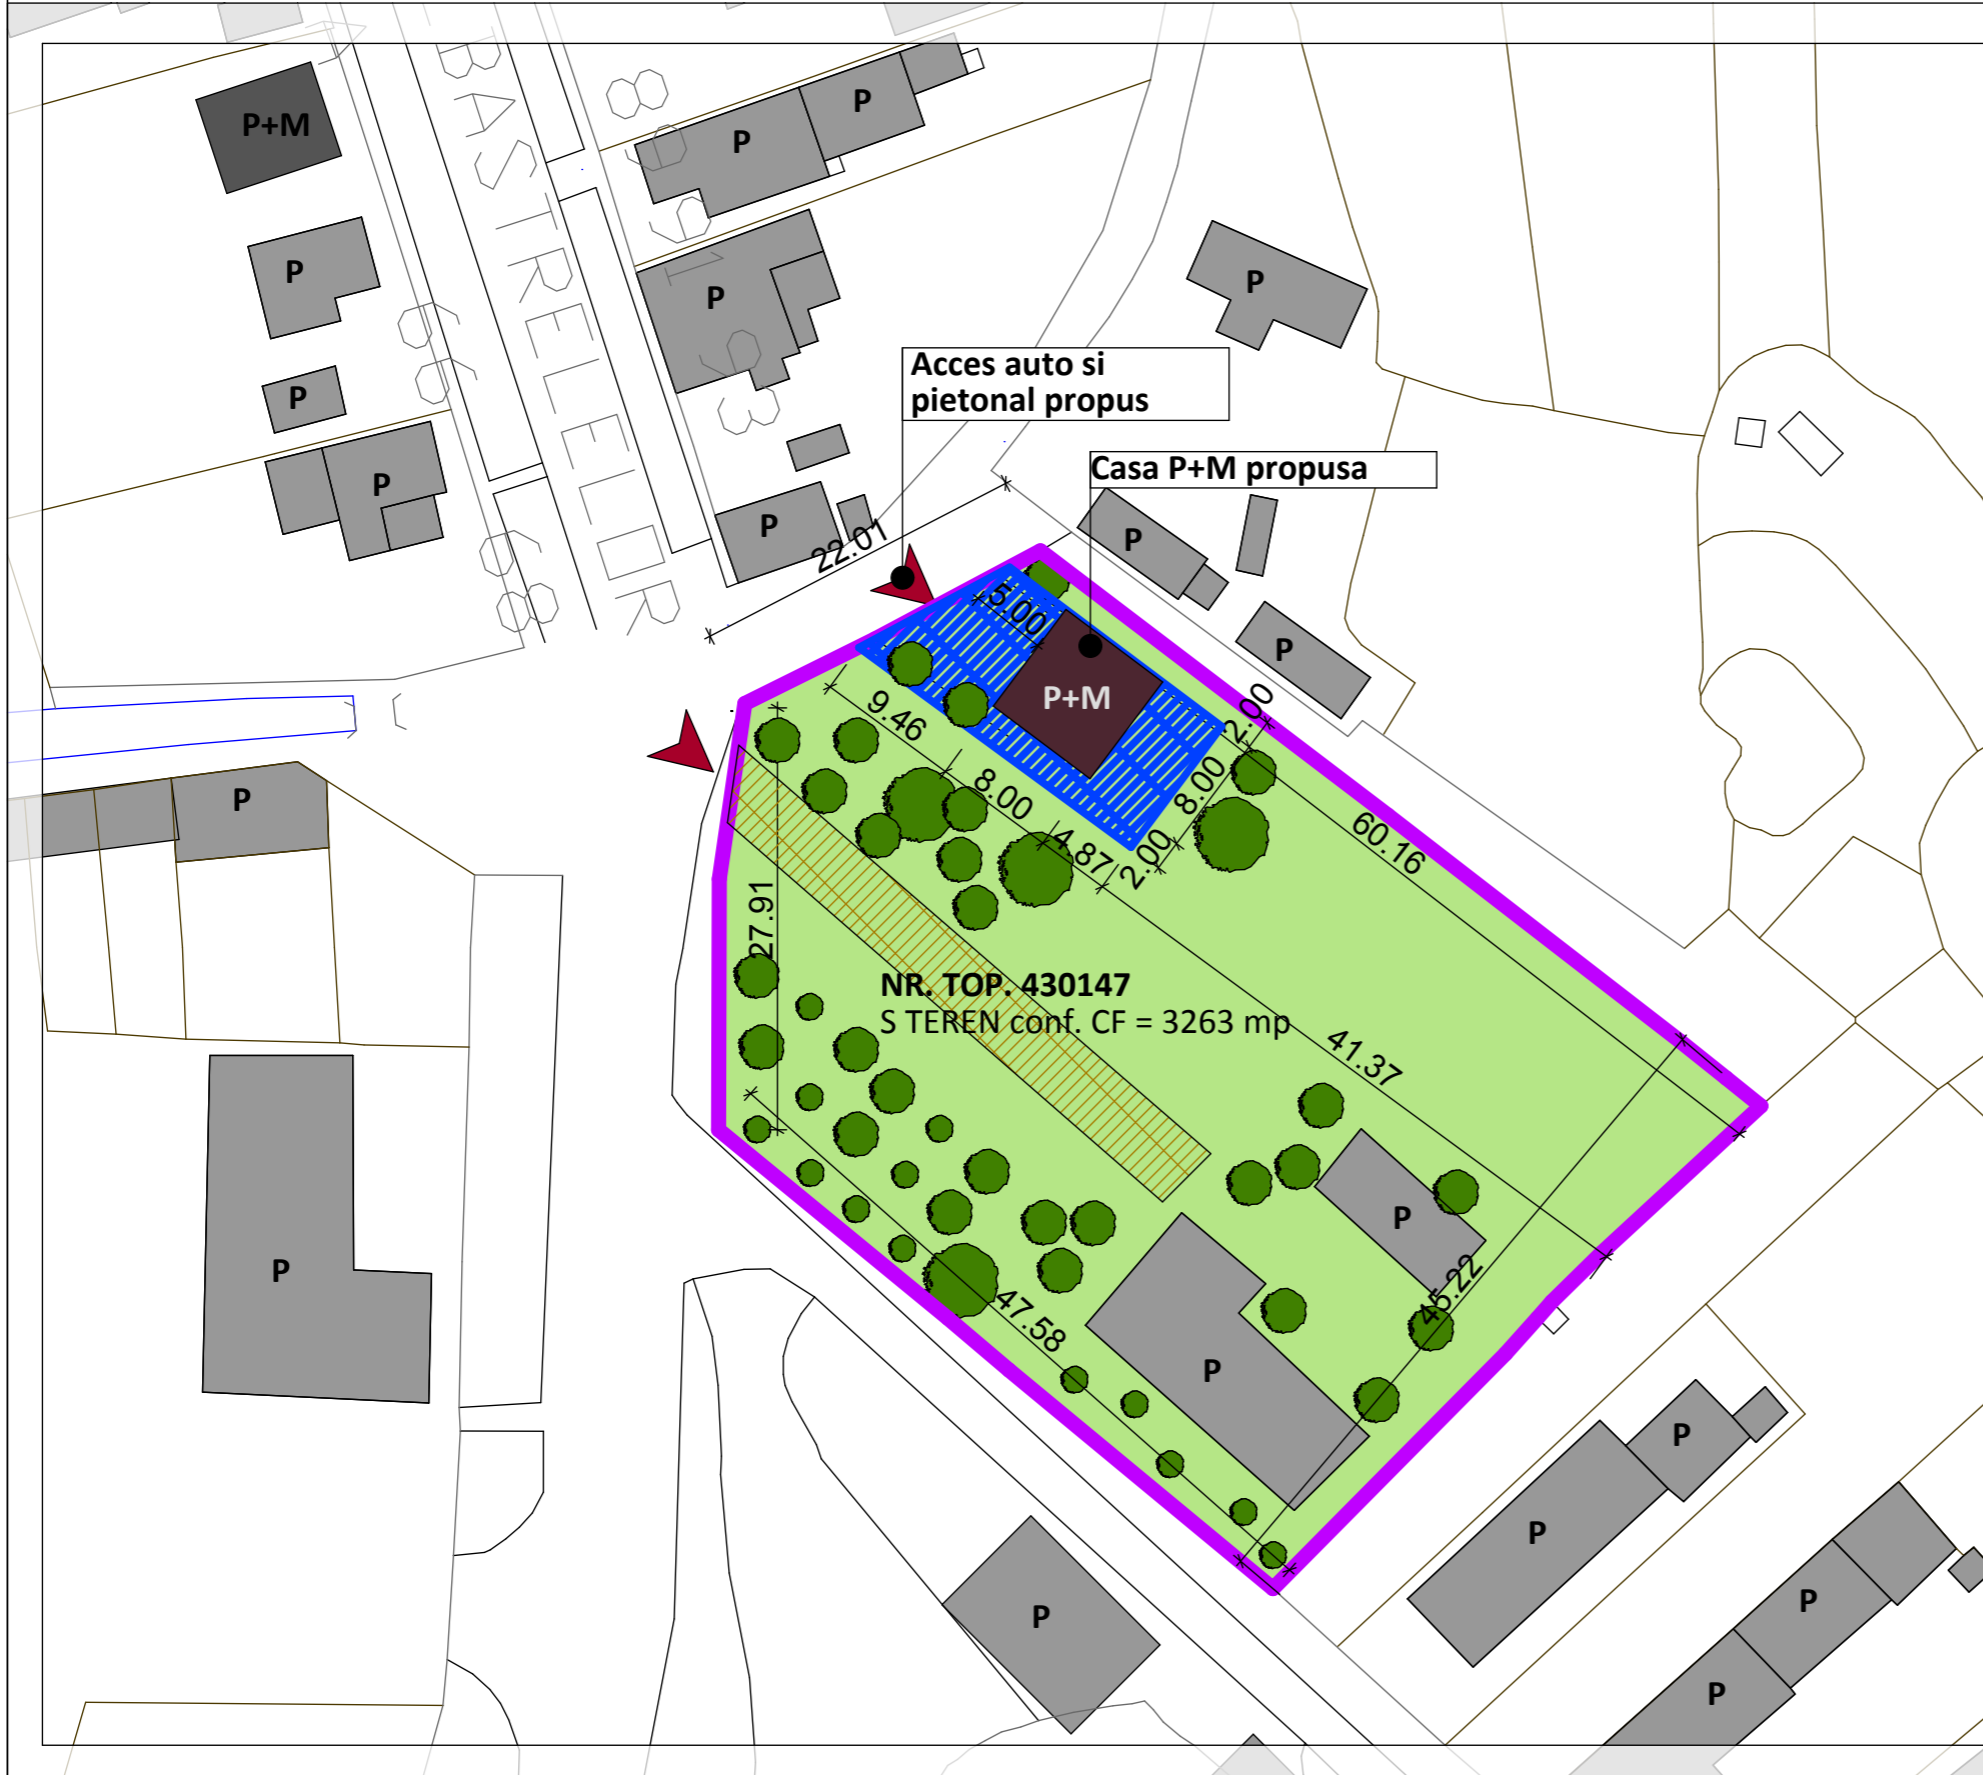 P+M
P
P
P
P
P
P
P
P
Acces auto si
pietonal propus
Casa P+M propusa
P
P
P
22.01
5.00
P+M
9.46
8.00
4.87
2.00
8.00
2.00
60.16
P
27.91
NR. TOP. 430147
S TEREN conf. CF = 3263 mp
41.37
P
45.22
47.58
P
P
P
P
P
P
P